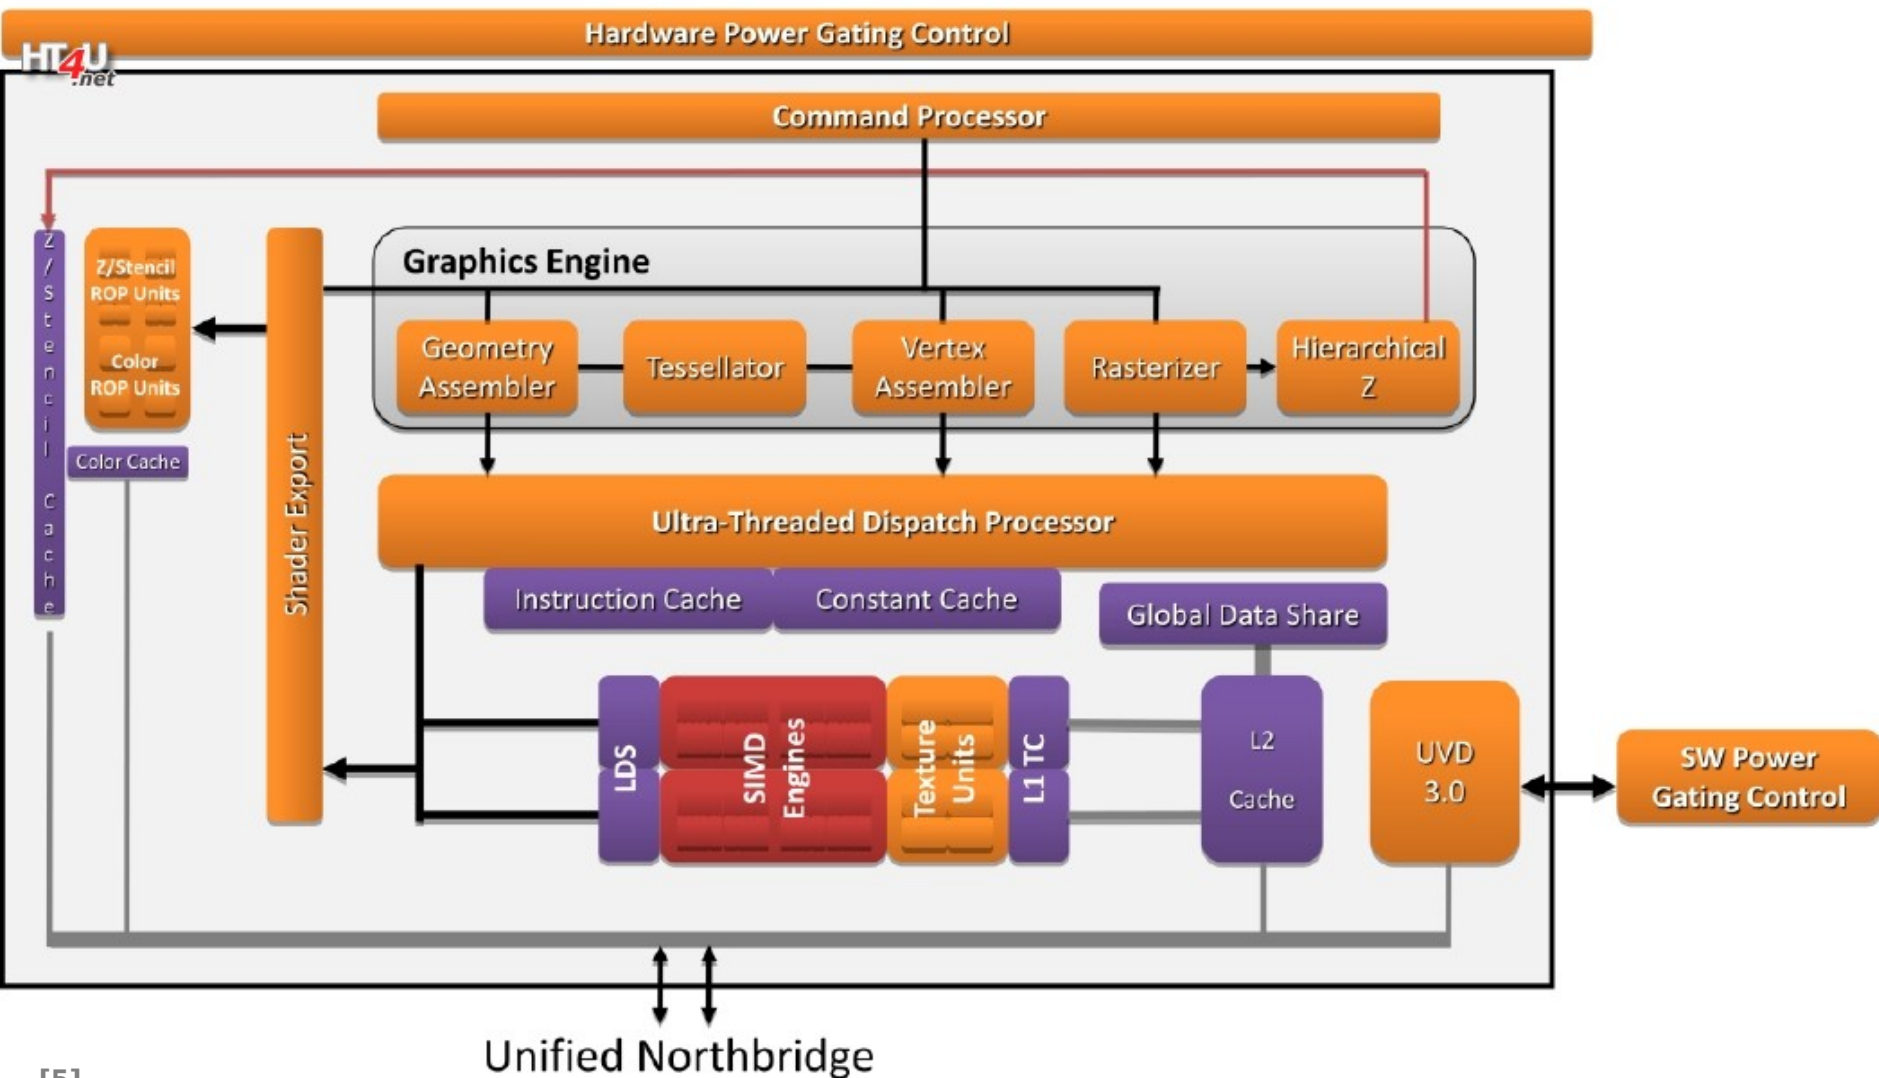 Hardware Power Gating Control
HT4U
.net
Command Processor
Graphics Engine
Z/Stencil Cache
Z/Stencil
ROP Units
Color
ROP Units
Color Cache
Shader Export
Geometry
Assembler
Tessellator
Vertex
Assembler
Rasterizer
Hierarchical
Z
Ultra-Threaded Dispatch Processor
Instruction Cache
Constant Cache
Global Data Share
LDS
SIMD
Engines
Texture
Units
L1 TC
L2
Cache
UVD
3.0
SW Power
Gating Control
Unified Northbridge
[5]